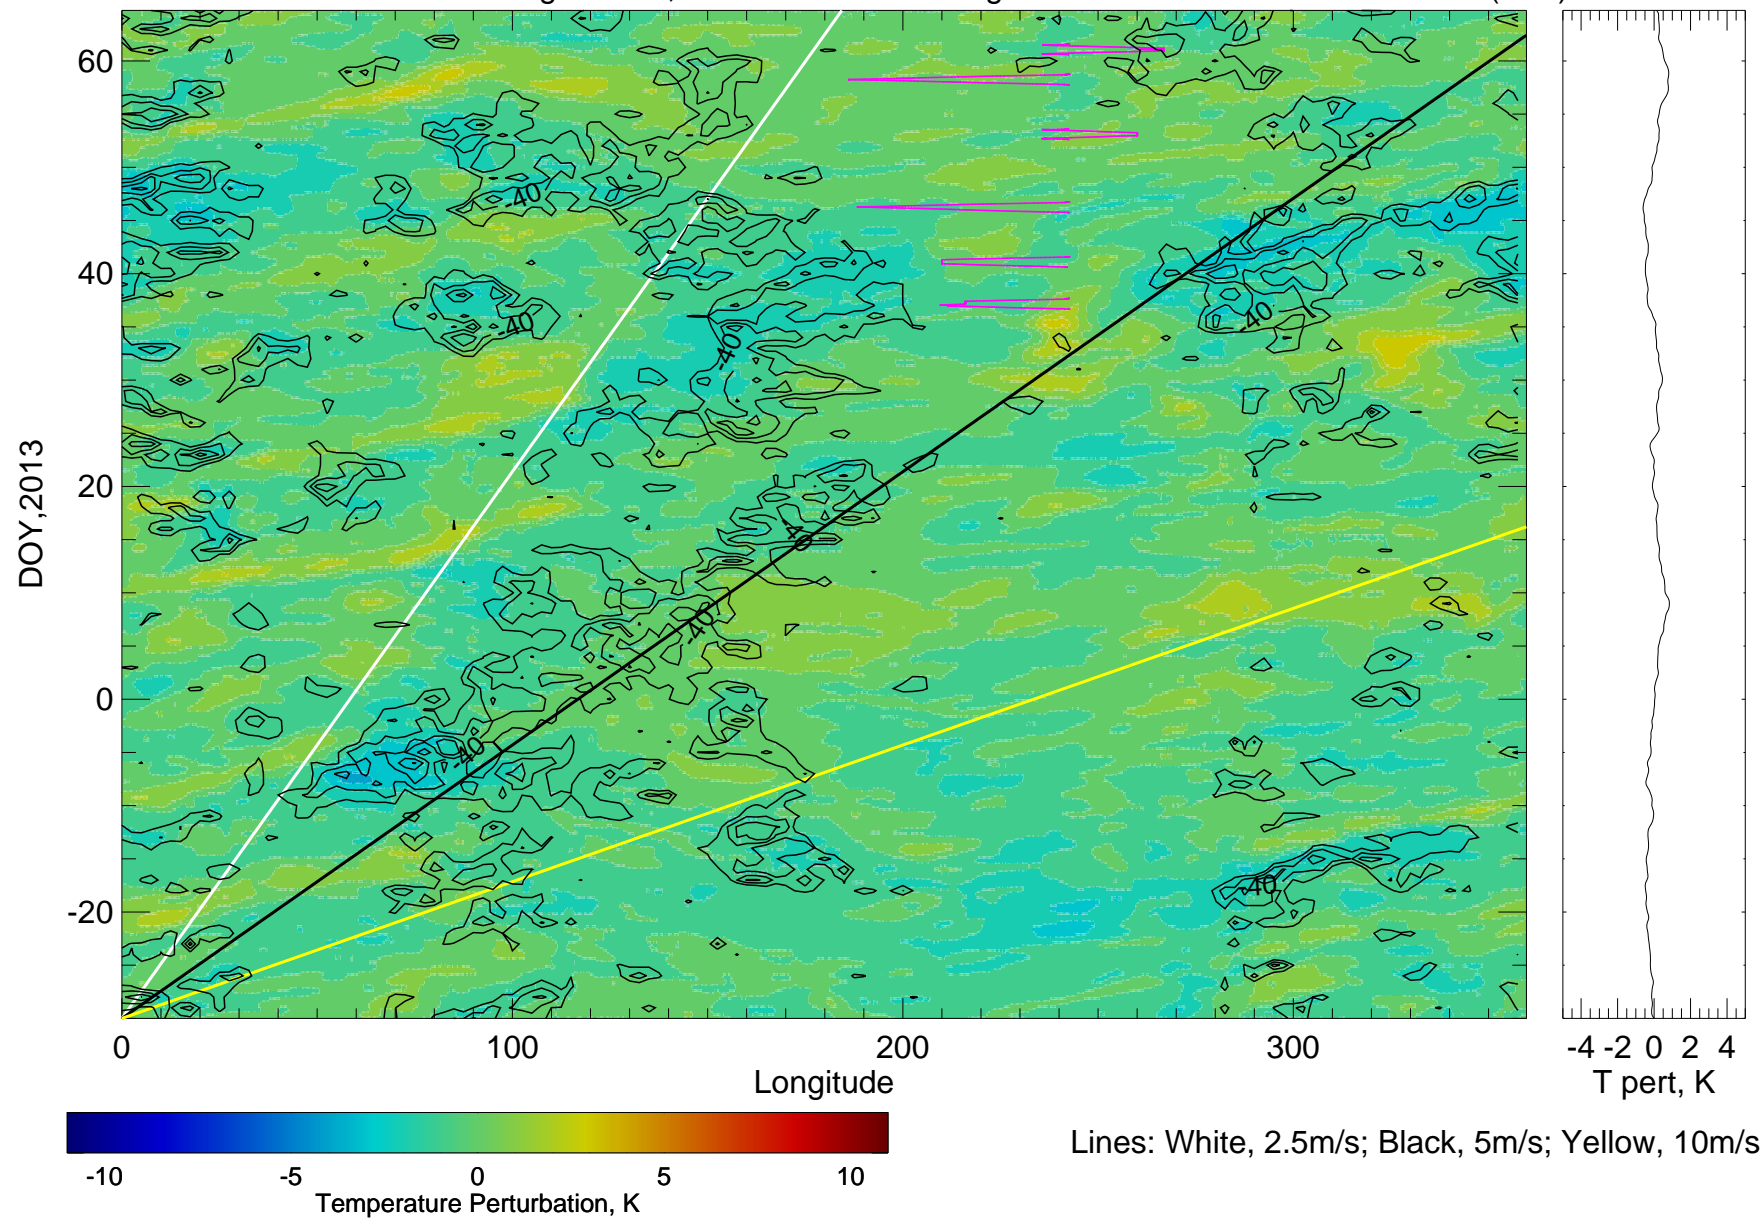 60
40
20
0
-20
DOY,2013
-40
-40
-40
-40
-40
-40
-40
-40
0 100 200 300
Longitude
-4 -2 0 2 4
T pert, K
-10 -5 0 5 10
Temperature Perturbation, K
Lines: White, 2.5m/s; Black, 5m/s; Yellow, 10m/s